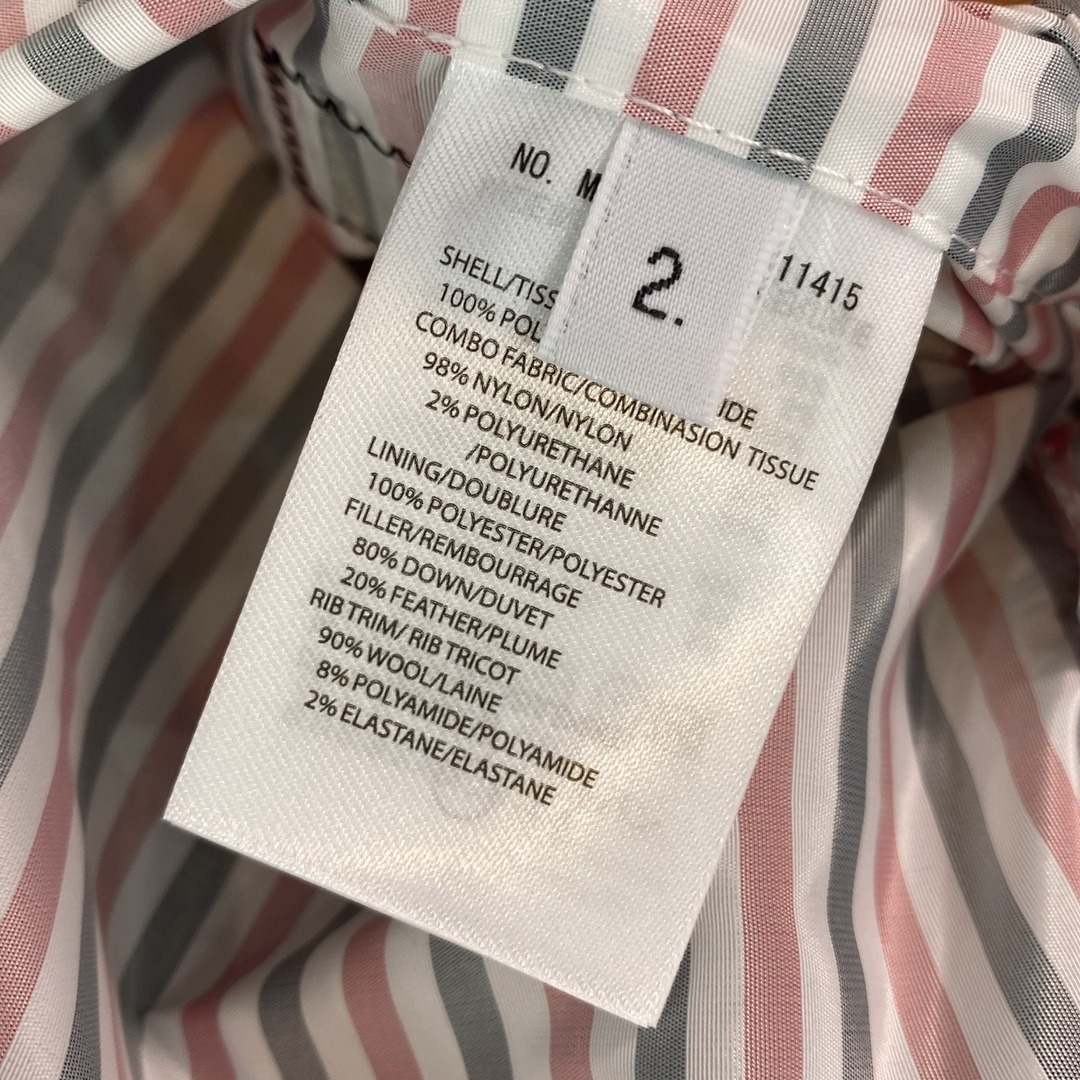 NO. M 11415
2.
SHELL/TISS
100% POL IDE
COMBO FABRIC/COMBINASION TISSUE
98% NYLON/NYLON
2% POLYURETHANE
/POLYURETHANNE
LINING/DOUBLURE
100% POLYESTER/POLYESTER
FILLER/REMBOURRAGE
80% DOWN/DUVET
20% FEATHER/PLUME
RIB TRIM/ RIB TRICOT
90% WOOL/LAINE
8% POLYAMIDE/POLYAMIDE
2% ELASTANE/ELASTANE